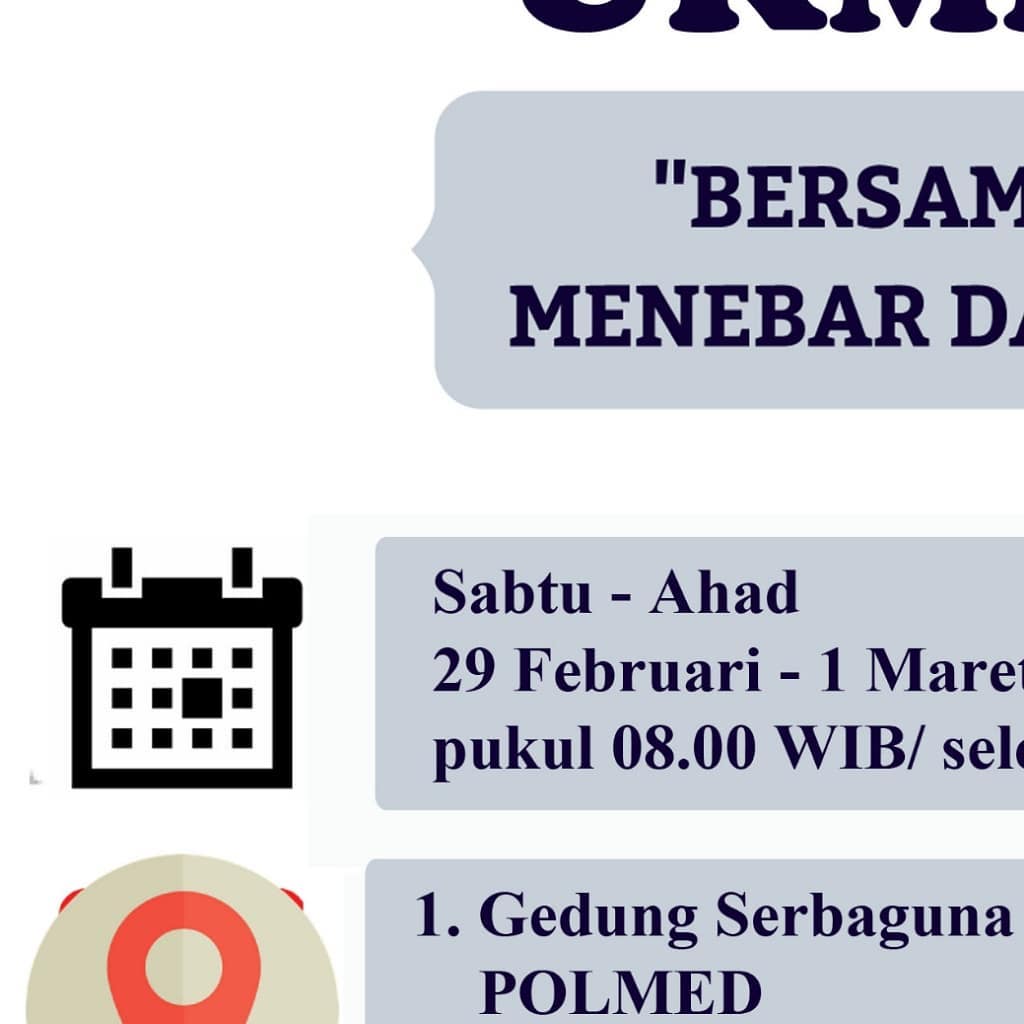 "BERSAM
MENEBAR DA
Sabtu - Ahad
29 Februari - 1 Maret
pukul 08.00 WIB/ sel
1. Gedung Serbaguna
POLMED